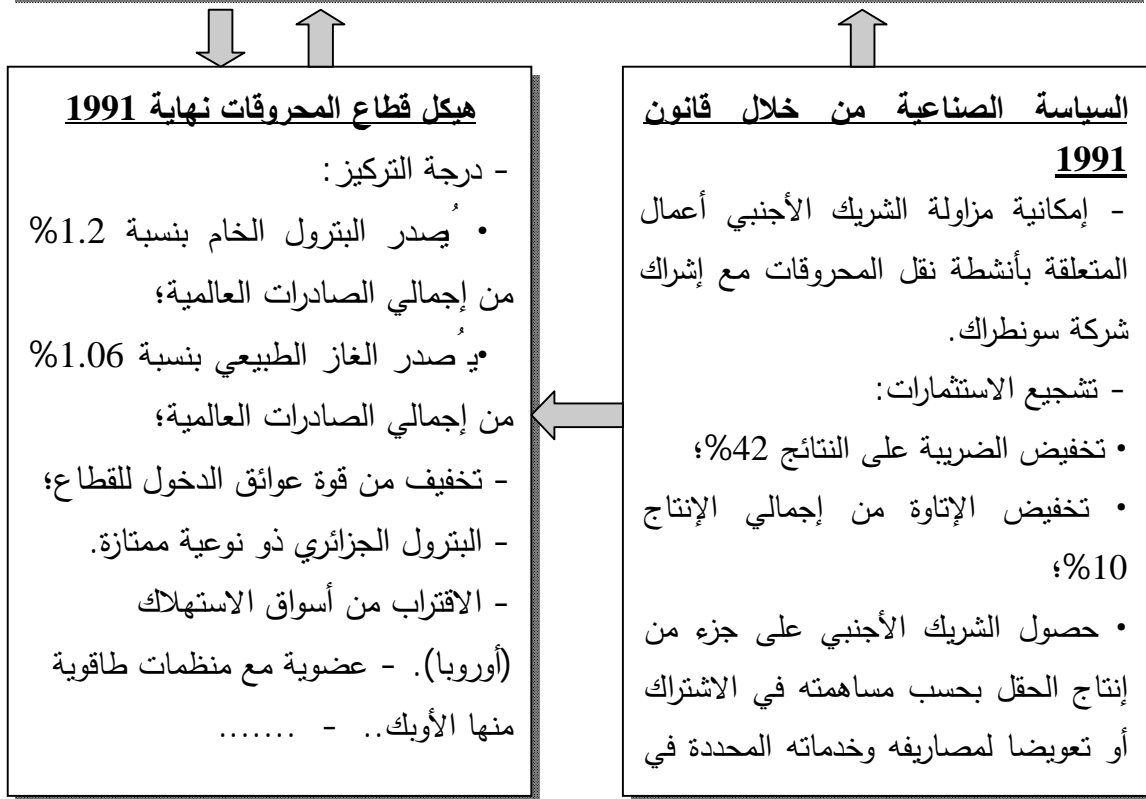 السياسة الصناعية من خلال قانون
1991
- إمكانية مزاولة الشريك الأجنبي أعمال
المتعلقة بأنشطة نقل المحروقات مع إشراك
شركة سونطراك.
- تشجيع الاستثمارات:
• تخفيض الضريبة على النتائج 42%؛
• تخفيض الإتاوة من إجمالي الإنتاج
10%؛
• حصول الشريك الأجنبي على جزء من
إنتاج الحقل بحسب مساهمته في الاشتراك
أو تعويضا لمصاريفه وخدماته المحددة في
هيكل قطاع المحروقات نهاية 1991
- درجة التركيز:
• يُصدر البترول الخام بنسبة 1.2%
من إجمالي الصادرات العالمية؛
•يُصدر الغاز الطبيعي بنسبة 1.06%
من إجمالي الصادرات العالمية؛
- تخفيف من قوة عوائق الدخول للقطاع؛
- البترول الجزائري ذو نوعية ممتازة.
- الاقتراب من أسواق الاستهلاك
(أوروبا). - عضوية مع منظمات طاقوية
منها الأوبك.. - .......